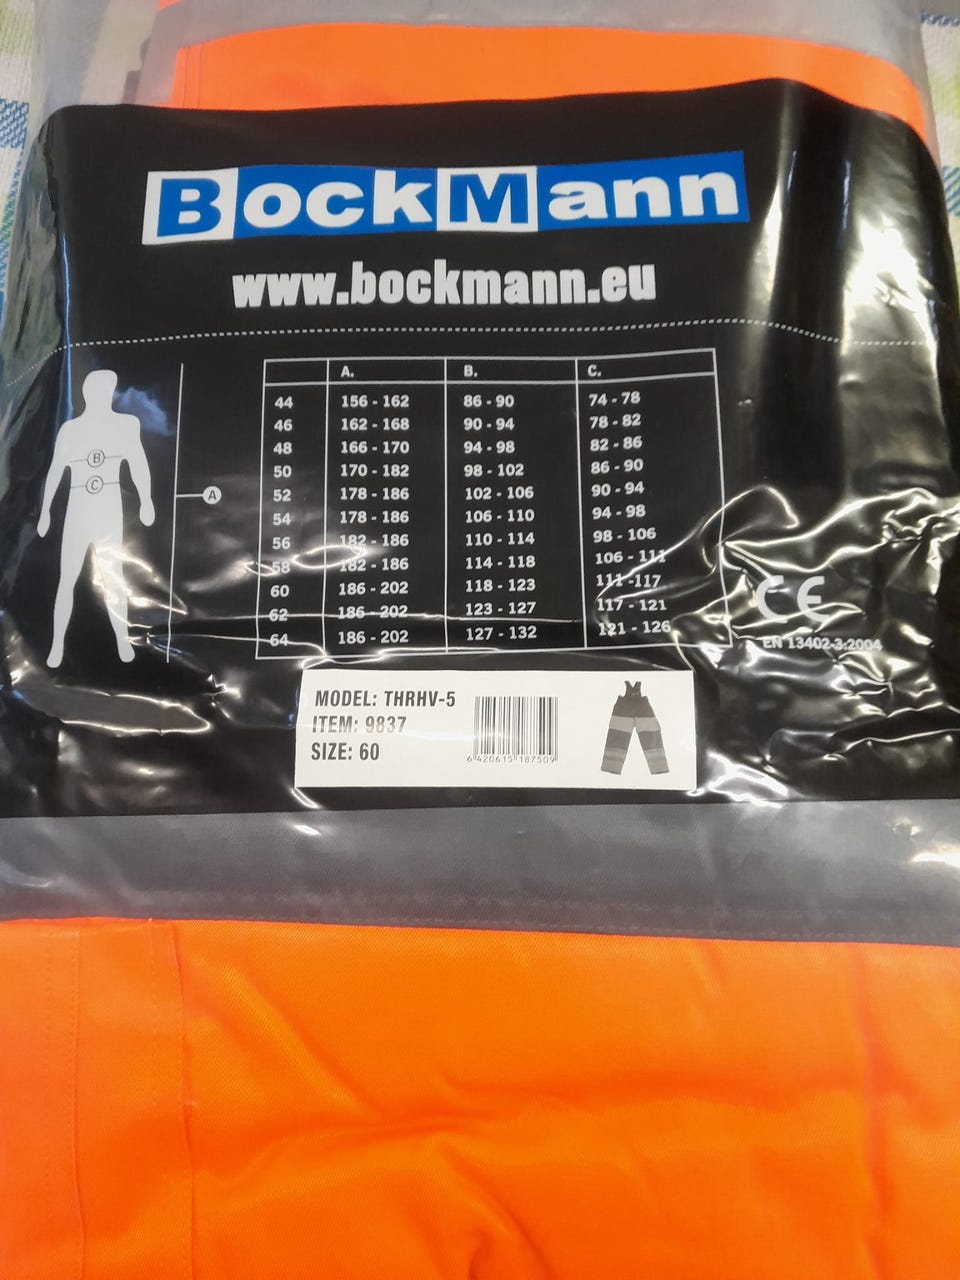 BockMann
www.bockmann.eu
A. B. C.
44 156 - 162 86 - 90 74 - 78
46 162 - 168 90 - 94 78 - 82
48 166 - 170 94 - 98 82 - 86
50 170 - 182 98 - 102 86 - 90
52 178 - 186 102 - 106 90 - 94
54 178 - 186 106 - 110 94 - 98
56 182 - 186 110 - 114 98 - 106
58 182 - 186 114 - 118 106 - 111
60 186 - 202 118 - 123 111 -117
62 186 - 202 123 - 127 117 - 121
64 186 - 202 127 - 132 121 - 126
B
C
A
CE
EN 13402-3:2004
MODEL: THRHV-5
ITEM: 9837
SIZE: 60
6 420615 187509